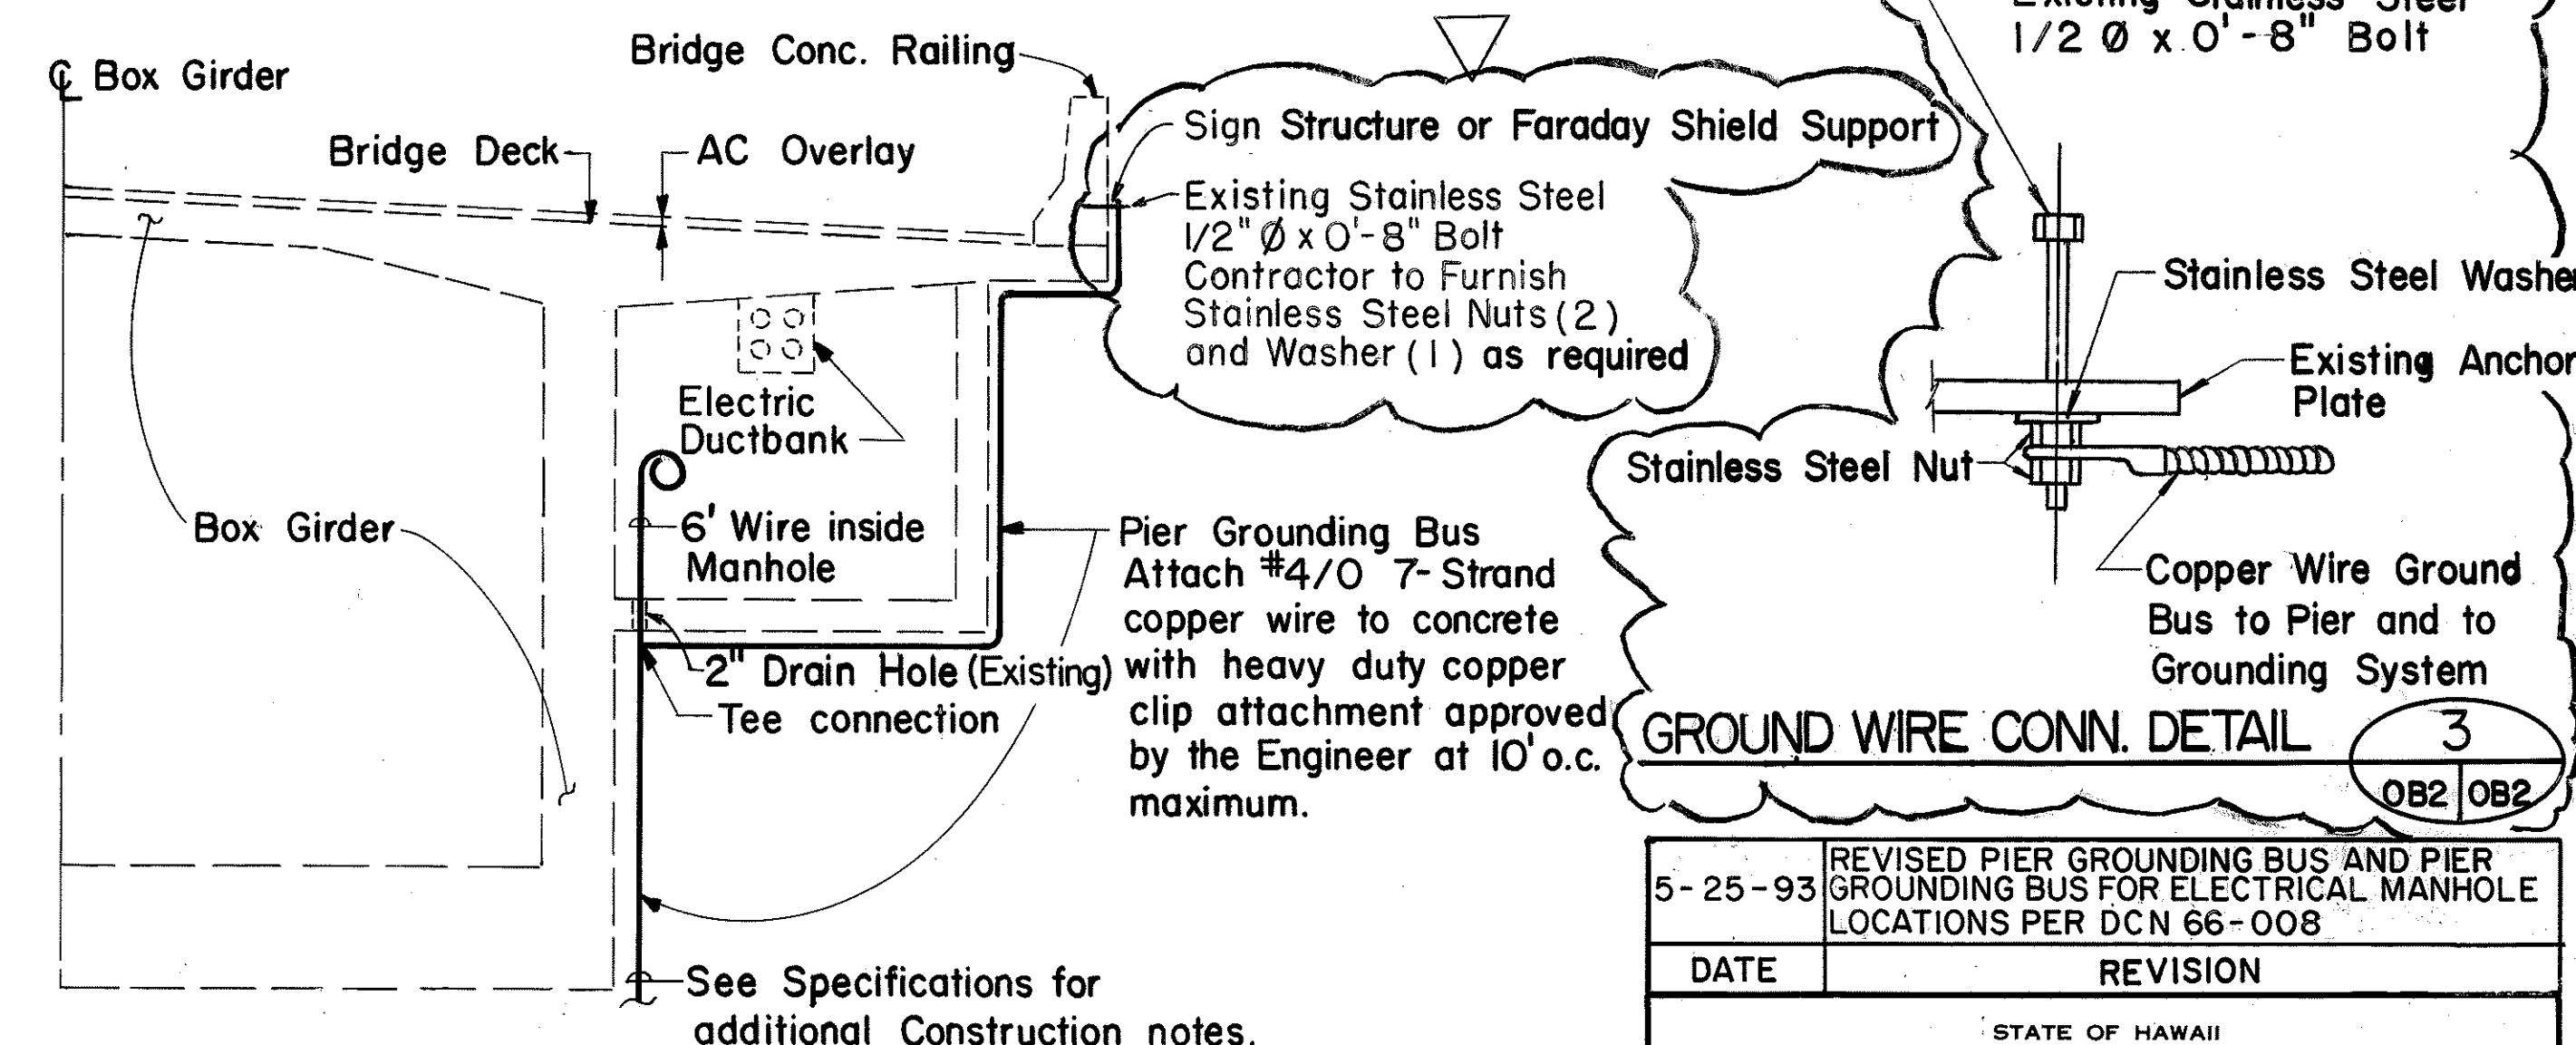 ℄ Box Girder
Bridge Conc. Railing
Bridge Deck
AC Overlay
Sign Structure or Faraday Shield Support
Existing Stainless Steel
1/2" Ø x 0'-8" Bolt
Contractor to Furnish
Stainless Steel Nuts (2)
and Washer (1) as required
Electric
Ductbank
Box Girder
6' Wire inside
Manhole
Pier Grounding Bus
Attach #4/0 7-Strand
copper wire to concrete
with heavy duty copper
clip attachment approved
by the Engineer at 10' o.c.
maximum.
2" Drain Hole (Existing)
Tee connection
See Specifications for
additional Construction notes.
Existing Stainless Steel
1/2 Ø x 0'-8" Bolt
Stainless Steel Washe
Existing Anchor
Plate
Stainless Steel Nut
Copper Wire Ground
Bus to Pier and to
Grounding System
GROUND WIRE CONN. DETAIL
3
OB2 OB2
5-25-93 REVISED PIER GROUNDING BUS AND PIER
GROUNDING BUS FOR ELECTRICAL MANHOLE
LOCATIONS PER DCN 66-008
DATE REVISION
STATE OF HAWAII